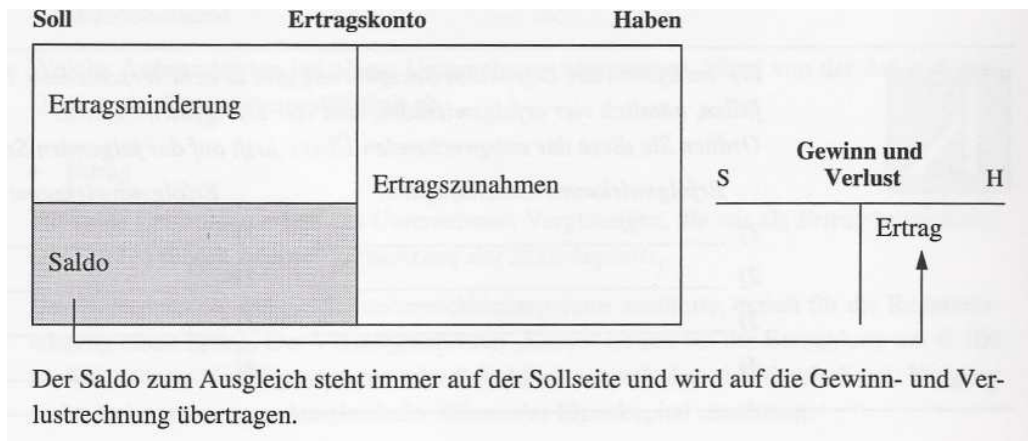 Soll Ertragskonto Haben
Ertragsminderung
Ertragszunahmen
Saldo
Gewinn und
S Verlust H
Ertrag
Der Saldo zum Ausgleich steht immer auf der Sollseite und wird auf die Gewinn- und Ver-
lustrechnung übertragen.